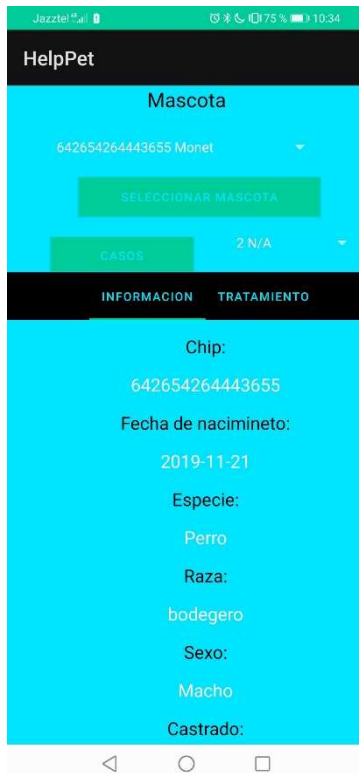 Jazztel 75 % 10:34
HelpPet
Mascota
642654264443655 Monet
SELECCIONAR MASCOTA
CASOS 2 N/A
INFORMACION TRATAMIENTO
Chip:
642654264443655
Fecha de nacimineto:
2019-11-21
Especie:
Perro
Raza:
bodegero
Sexo:
Macho
Castrado: